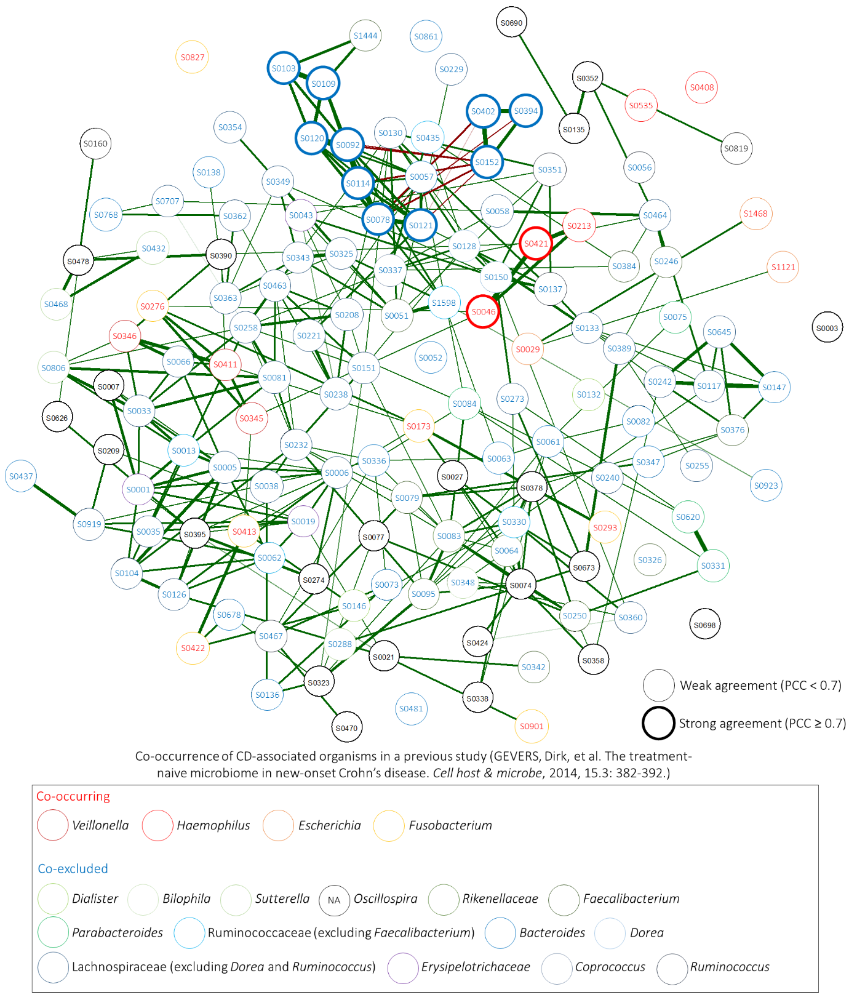 S0690
S1444
S0861
S0827
S0103
S0229
S0109
S0352
S0408
S0535
S0402
S0394
S0354
S0135
S0130
S0435
S0120
S0160
S0092
S0819
S0152
S0056
S0351
S0138
S0057
S0349
S0114
S0707
S0058
S1468
S0768
S0362
S0043
S0464
S0078
S0121
S0213
S0421
S0128
S0432
S0390
S0325
S0343
S0478
S0246
S0384
S1121
S0337
S0150
S0463
S0137
S0363
S1598
S0468
S0276
S0046
S0208
S0051
S0075
S0003
S0258
S0133
S0645
S0346
S0221
S0029
S0389
S0052
S0066
S0411
S0806
S0151
S0081
S0242
S0007
S0117
S0147
S0238
S0132
S0273
S0084
S0033
S0626
S0345
S0082
S0173
S0376
S0061
S0232
S0209
S0013
S0063
S0336
S0347
S0255
S0005
S0006
S0437
S0027
S0240
S0923
S0038
S0378
S0001
S0079
S0620
S0019
S0330
S0919
S0293
S0035
S0413
S0395
S0077
S0083
S0064
S0062
S0326
S0331
S0673
S0104
S0274
S0348
S0073
S0074
S0095
S0126
S0146
S0678
S0250
S0360
S0698
S0467
S0424
S0288
S0422
S0021
S0358
S0342
S0323
Weak agreement (PCC < 0.7)
S0136
S0338
S0481
Strong agreement (PCC ≥ 0.7)
S0470
S0901
Co-occurrence of CD-associated organisms in a previous study (GEVERS, Dirk, et al. The treatment-
naive microbiome in new-onset Crohn’s disease. Cell host & microbe, 2014, 15.3: 382-392.)
Co-occurring
Veillonella Haemophilus Escherichia Fusobacterium
Co-excluded
Dialister Bilophila Sutterella NA Oscillospira Rikenellaceae Faecalibacterium
Parabacteroides Ruminococcaceae (excluding Faecalibacterium) Bacteroides Dorea
Lachnospiraceae (excluding Dorea and Ruminococcus) Erysipelotrichaceae Coprococcus Ruminococcus